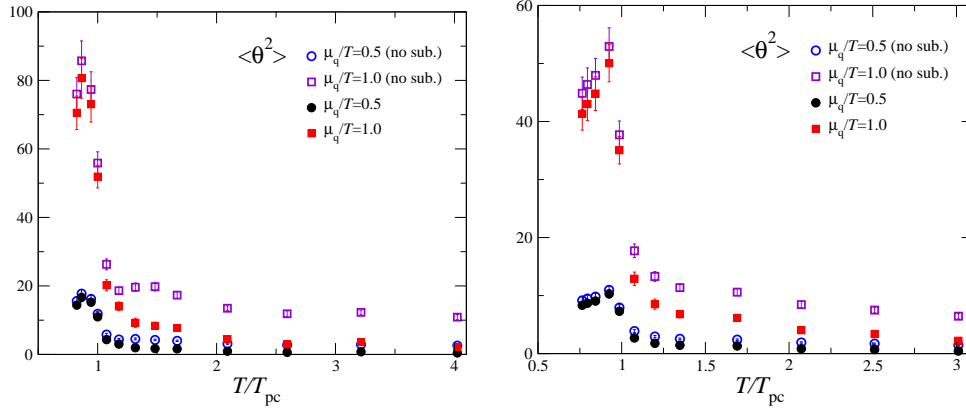 <θ²>
μq/T=0.5 (no sub.)
μq/T=1.0 (no sub.)
μq/T=0.5
μq/T=1.0
100
80
60
40
20
0
1
2
3
4
T/Tpc
<θ²>
μq/T=0.5 (no sub.)
μq/T=1.0 (no sub.)
μq/T=0.5
μq/T=1.0
60
40
20
0
0.5
1
1.5
2
2.5
3
T/Tpc